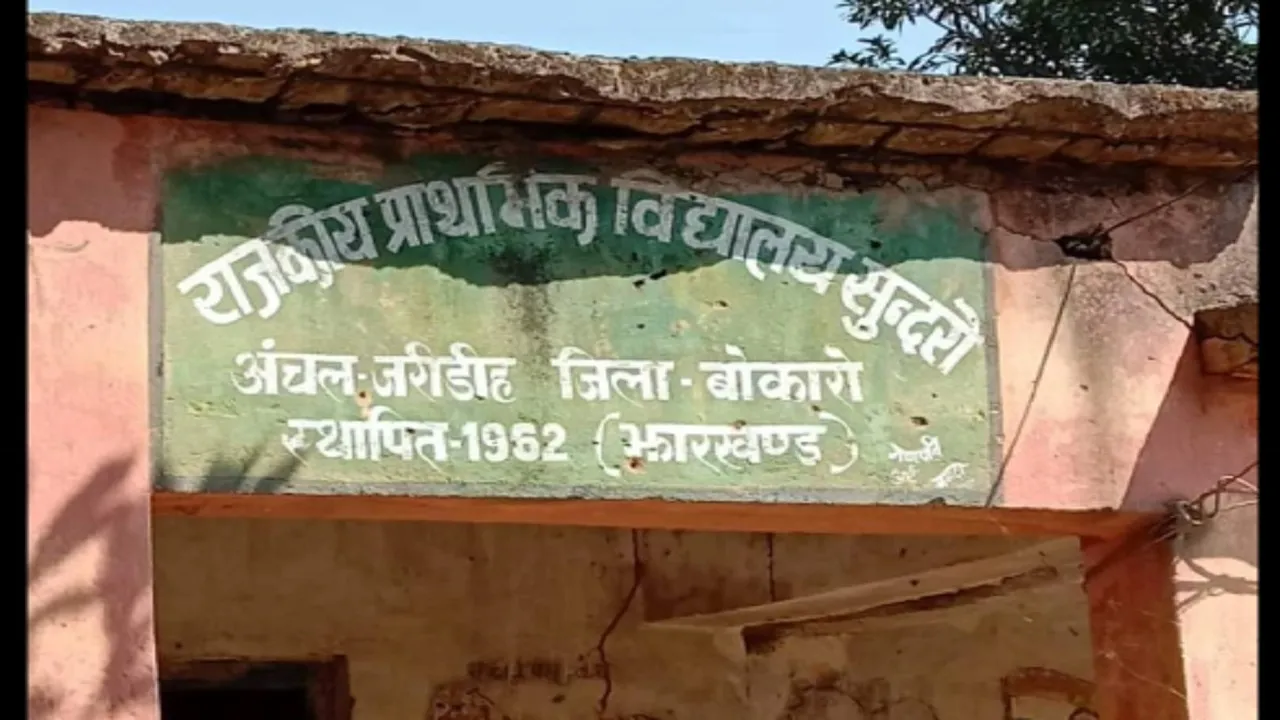 राजकीय प्राथमिक विद्यालय सुन्दरो
अंचल-जरीडीह जिला-बोकारो
स्थापित-1962 (झारखण्ड)